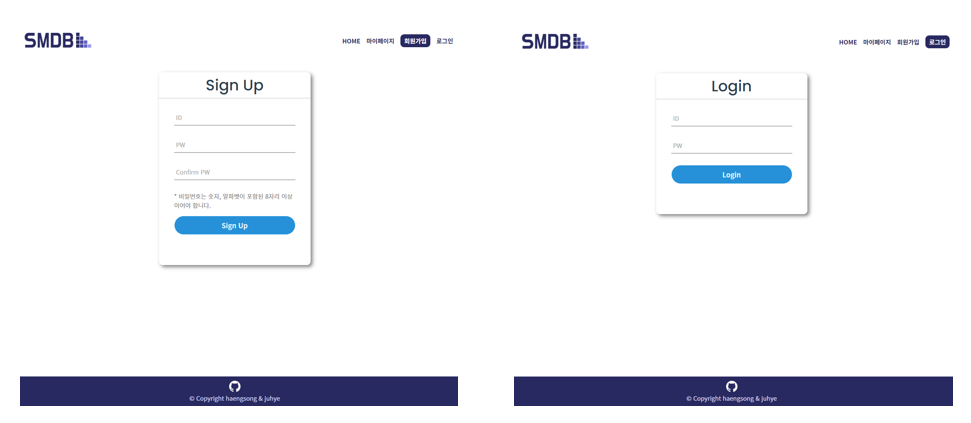 SMDB
HOME 마이페이지 회원가입 로그인
Sign Up
ID
PW
Confirm PW
* 비밀번호는 숫자, 알파벳이 포함된 8자리 이상
이어야 합니다.
Sign Up
© Copyright haengsong & juhye
SMDB
HOME 마이페이지 회원가입 로그인
Login
ID
PW
Login
© Copyright haengsong & juhye